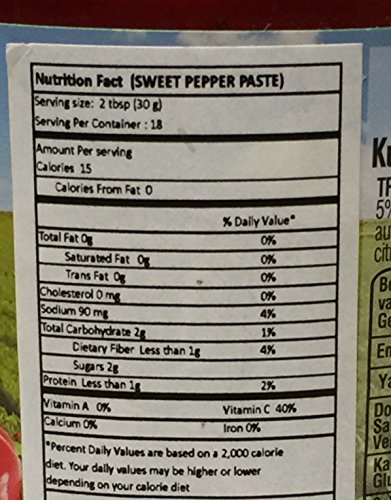 Nutrition Fact (SWEET PEPPER PASTE)
Serving size: 2 tbsp (30 g)
Serving Per Container : 18
Amount Per serving
Calories 15
Calories From Fat 0
% Daily Value*
Total Fat 0g 0%
Saturated Fat 0g 0%
Trans Fat 0g 0%
Cholesterol 0 mg 0%
Sodium 90 mg 4%
Total Carbohydrate 2g 1%
Dietary Fiber Less than 1g 4%
Sugars 2g
Protein Less than 1g 2%
Vitamin A 0% Vitamin C 40%
Calcium 0% Iron 0%
*Percent Daily Values are based on a 2,000 calorie
diet. Your daily values may be higher or lower
depending on your calorie diet